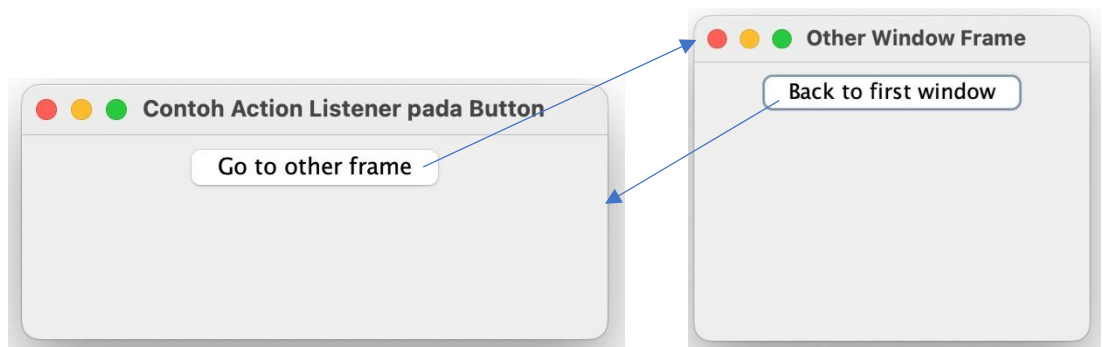 Contoh Action Listener pada Button
Go to other frame
Other Window Frame
Back to first window